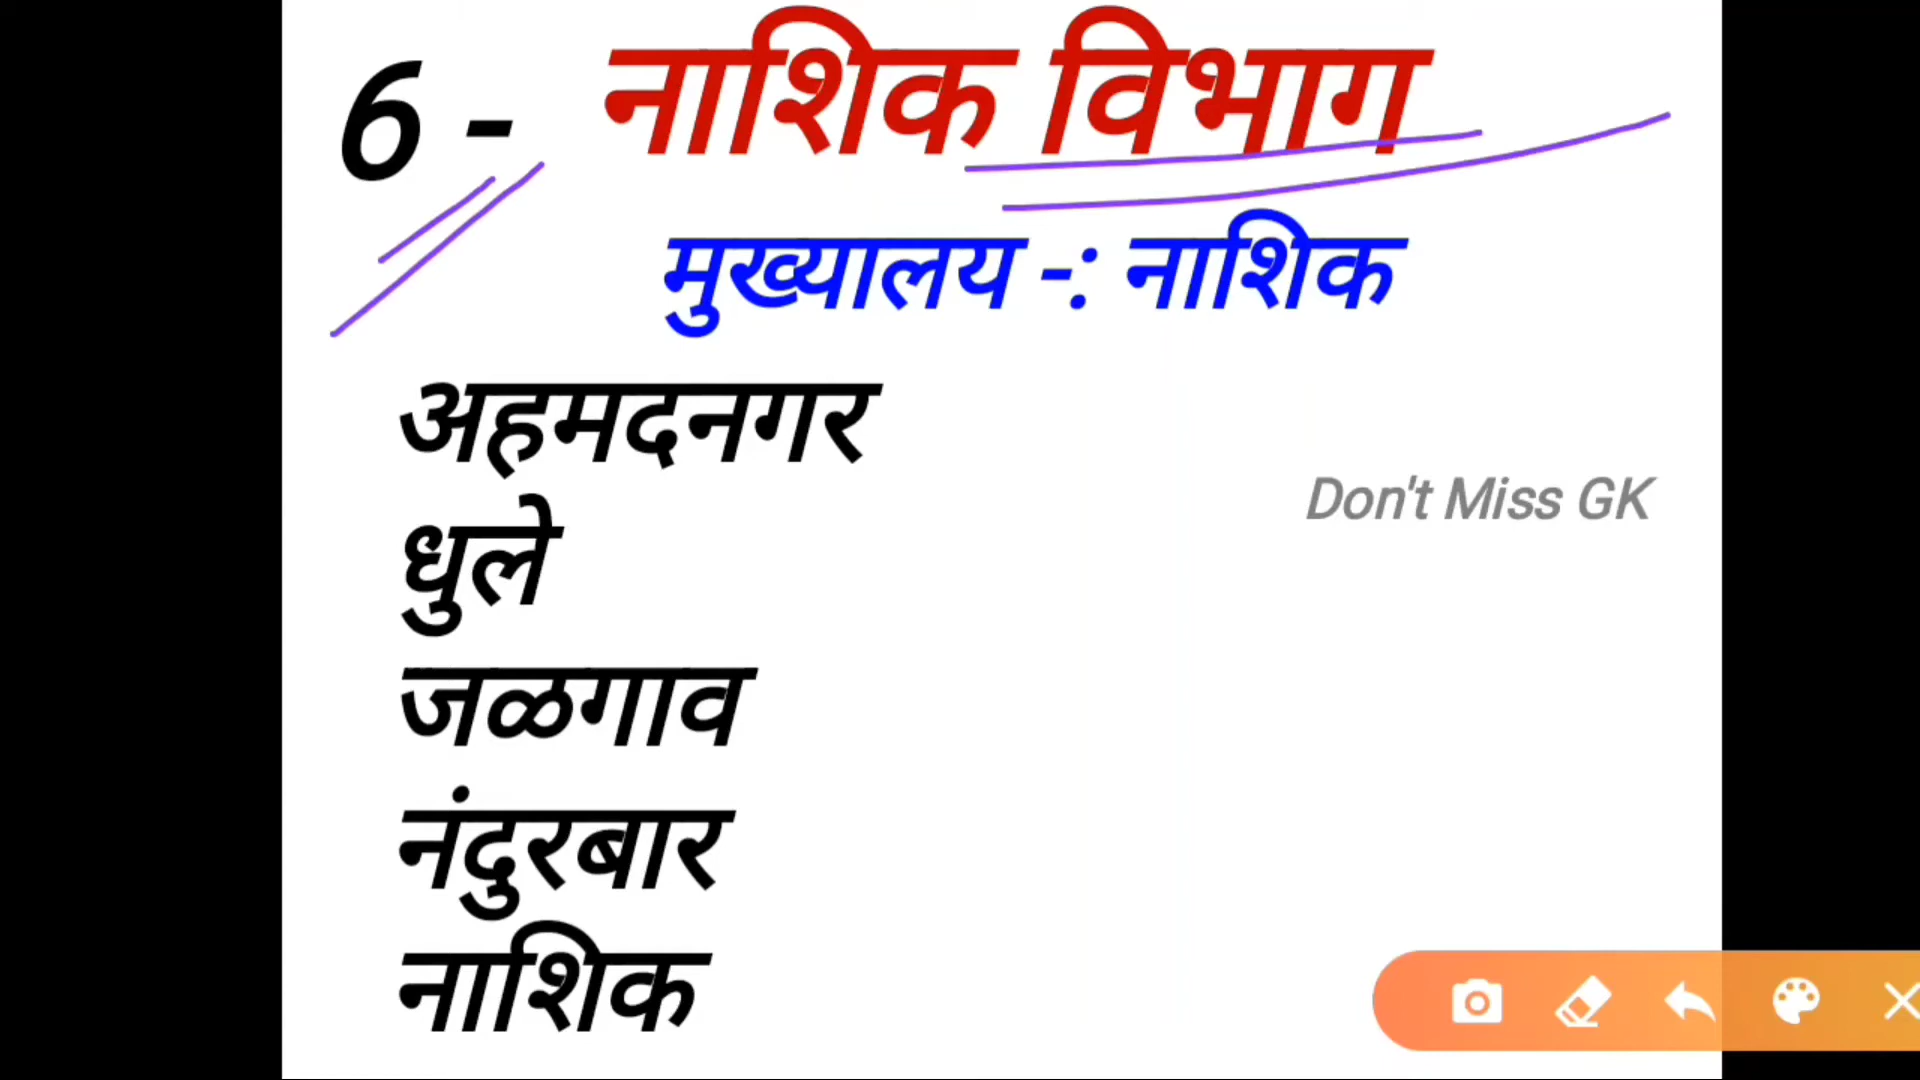 6 - नाशिक विभाग
मुख्यालय -: नाशिक
अहमदनगर
Don't Miss GK
धुले
जळगाव
नंदुरबार
नाशिक